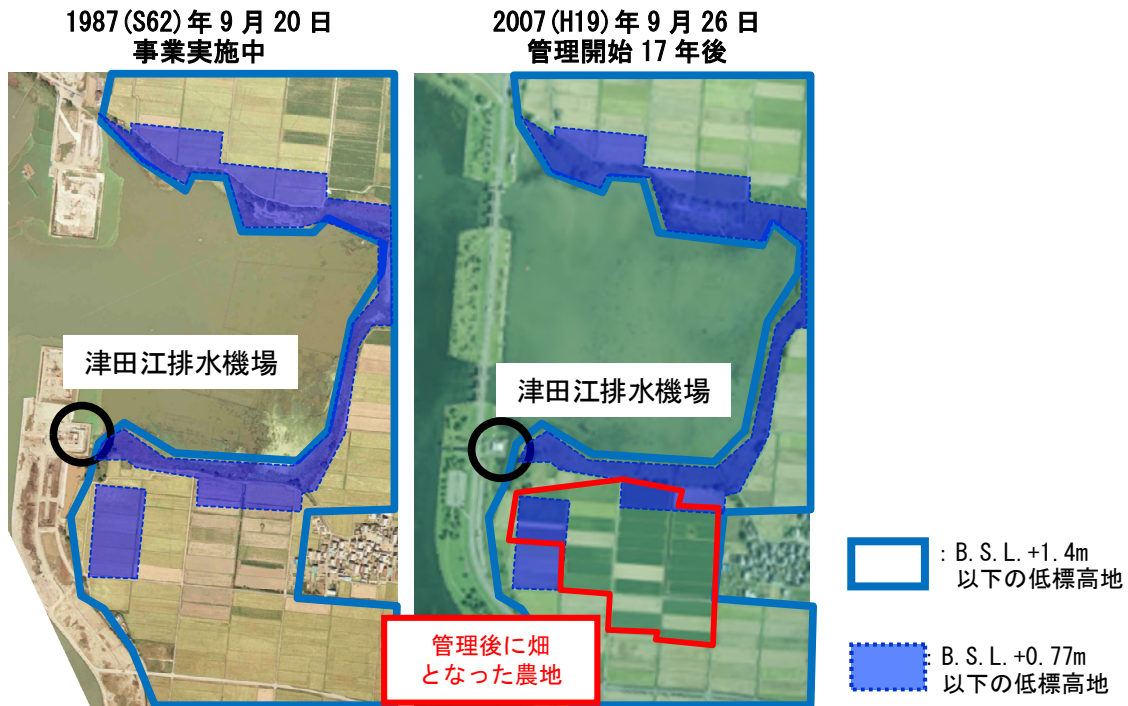 1987(S62)年9月20日
事業実施中
2007(H19)年9月26日
管理開始17年後
津田江排水機場
津田江排水機場
管理後に畑
となった農地
: B.S.L.+1.4m
以下の低標高地
: B.S.L.+0.77m
以下の低標高地